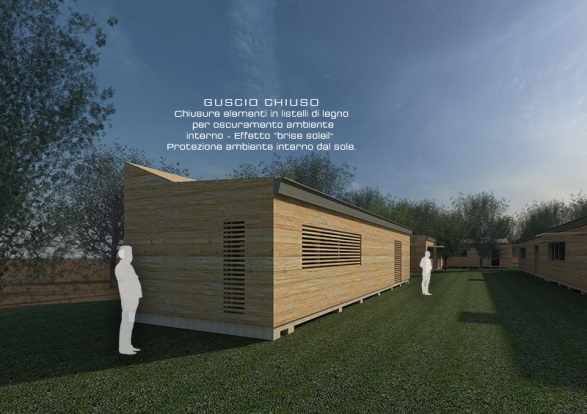 GUSCIO CHIUSO
Chiusure elementi in listelli di legno
per oscuramento ambiente
interno - Effetto "brise soleil"
Protezione ambiente interno dal sole.